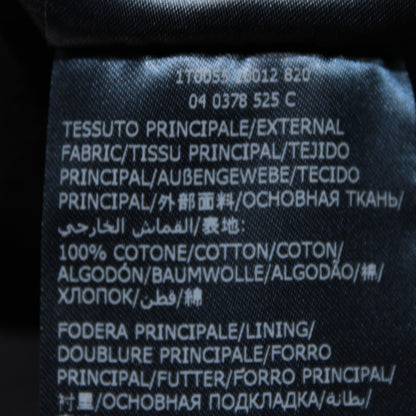 04 0378 525 C
TESSUTO PRINCIPALE/EXTERNAL
FABRIC/TISSU PRINCIPAL/TEJIDO
PRINCIPAL/AUßENGEWEBE/TECIDO
PRINCIPAL/外部面料/ОСНОВНАЯ ТКАНЬ/
القماش الخارجي/表地:
100% COTONE/COTTON/COTON/
ALGODÓN/BAUMWOLLE/ALGODÃO/棉/
ХЛОПОК/قطن/綿
FODERA PRINCIPALE/LINING/
DOUBLURE PRINCIPALE/FORRO
PRINCIPAL/FUTTER/FORRO PRINCIPAL/
衬里/ОСНОВНАЯ ПОДКЛАДКА/بطانة/